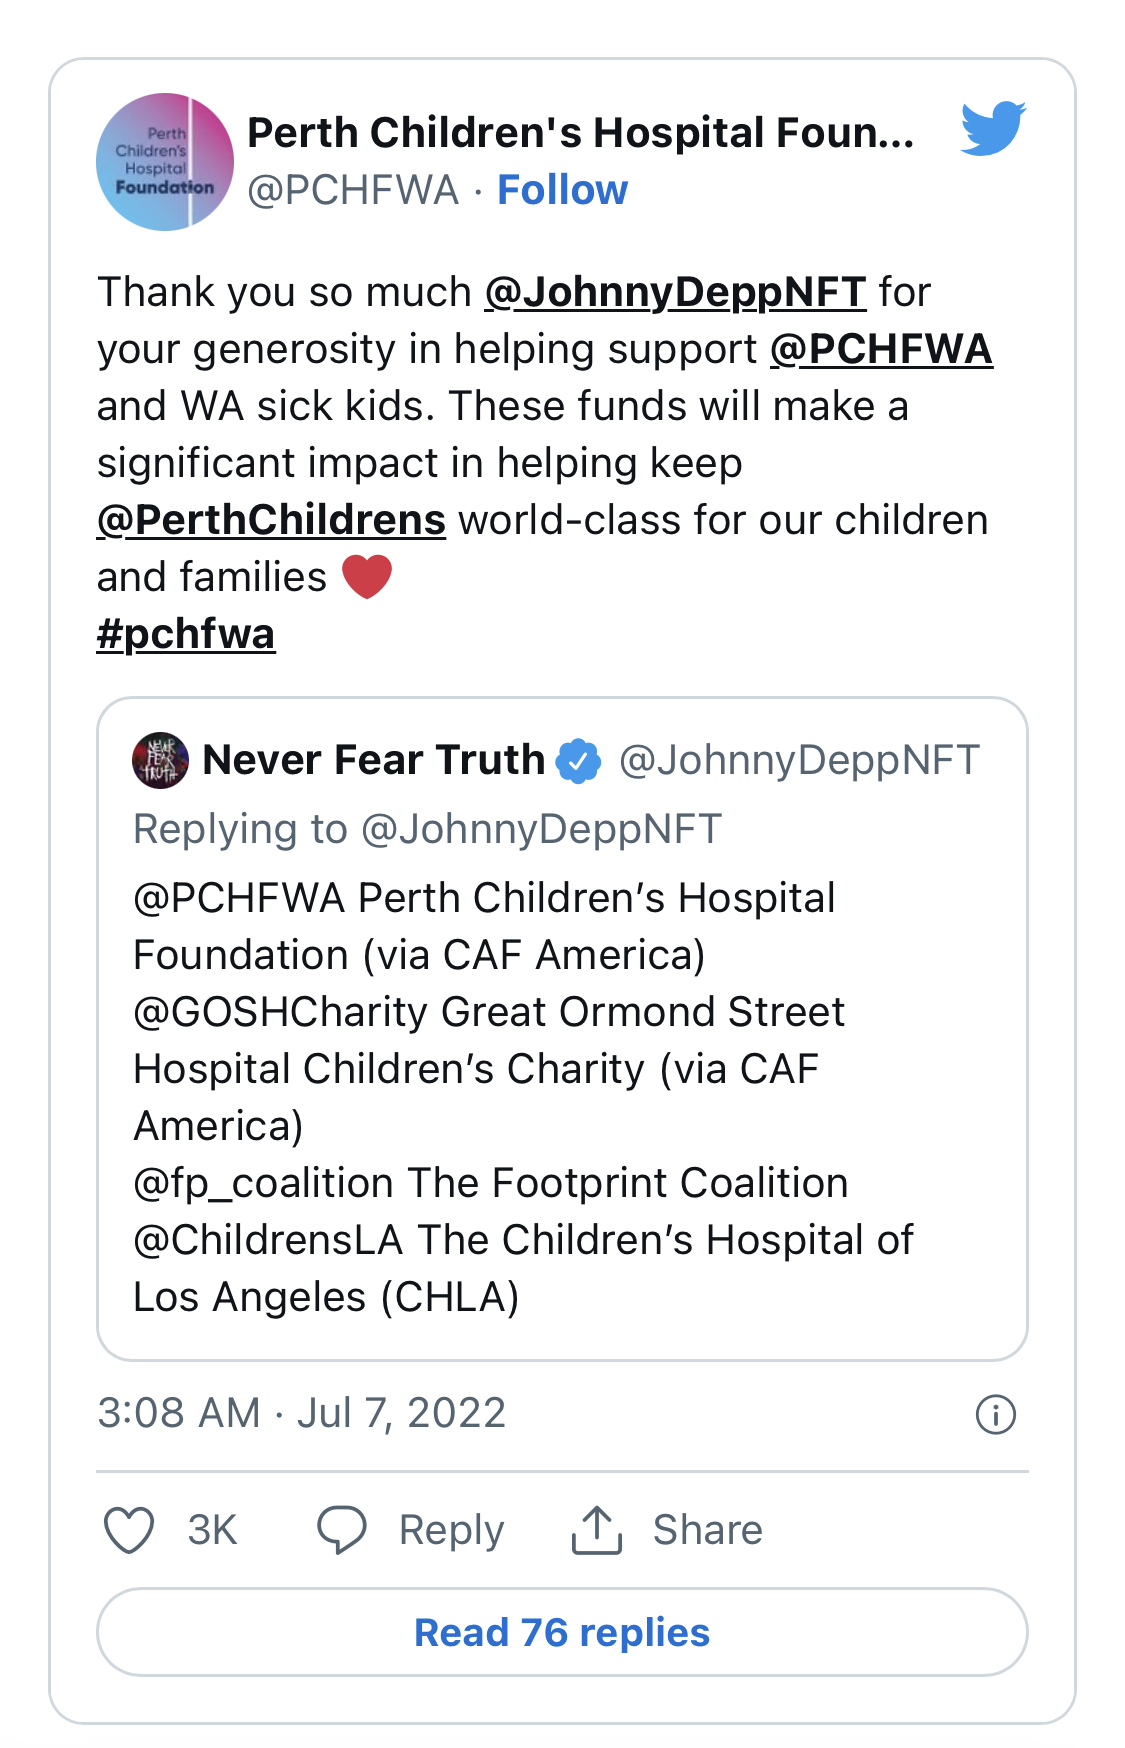 Perth
Children's
Hospital
Foundation
Perth Children's Hospital Foun...
@PCHFWA · Follow
Thank you so much @JohnnyDeppNFT for
your generosity in helping support @PCHFWA
and WA sick kids. These funds will make a
significant impact in helping keep
@PerthChildrens world-class for our children
and families ❤️
#pchfwa
NEVER
FEAR
TRUTH
Never Fear Truth @JohnnyDeppNFT
Replying to @JohnnyDeppNFT
@PCHFWA Perth Children’s Hospital
Foundation (via CAF America)
@GOSHCharity Great Ormond Street
Hospital Children’s Charity (via CAF
America)
@fp_coalition The Footprint Coalition
@ChildrensLA The Children’s Hospital of
Los Angeles (CHLA)
3:08 AM · Jul 7, 2022
3K Reply Share
Read 76 replies